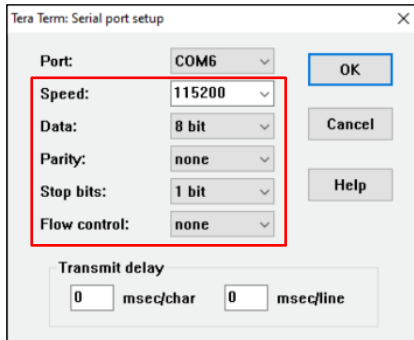 Tera Term: Serial port setup
Port: COM6 OK
Speed: 115200
Data: 8 bit Cancel
Parity: none
Stop bits: 1 bit Help
Flow control: none
Transmit delay
0 msec/char 0 msec/line